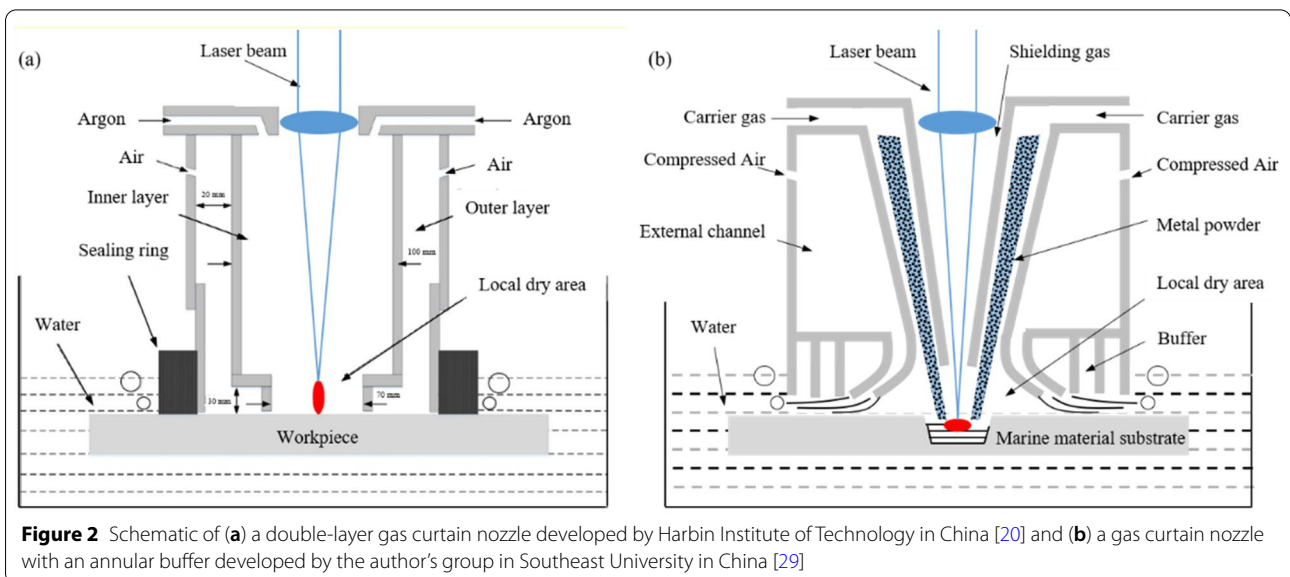 (a)
Laser beam
Argon
Argon
Air
Air
20 mm
Inner layer
Outer layer
100 mm
Sealing ring
Local dry area
Water
30 mm
70 mm
Workpiece
(b)
Laser beam
Shielding gas
Carrier gas
Carrier gas
Compressed Air
Compressed Air
External channel
Metal powder
Local dry area
Water
Buffer
Marine material substrate
Figure 2 Schematic of (a) a double-layer gas curtain nozzle developed by Harbin Institute of Technology in China [20] and (b) a gas curtain nozzle
with an annular buffer developed by the author's group in Southeast University in China [29]